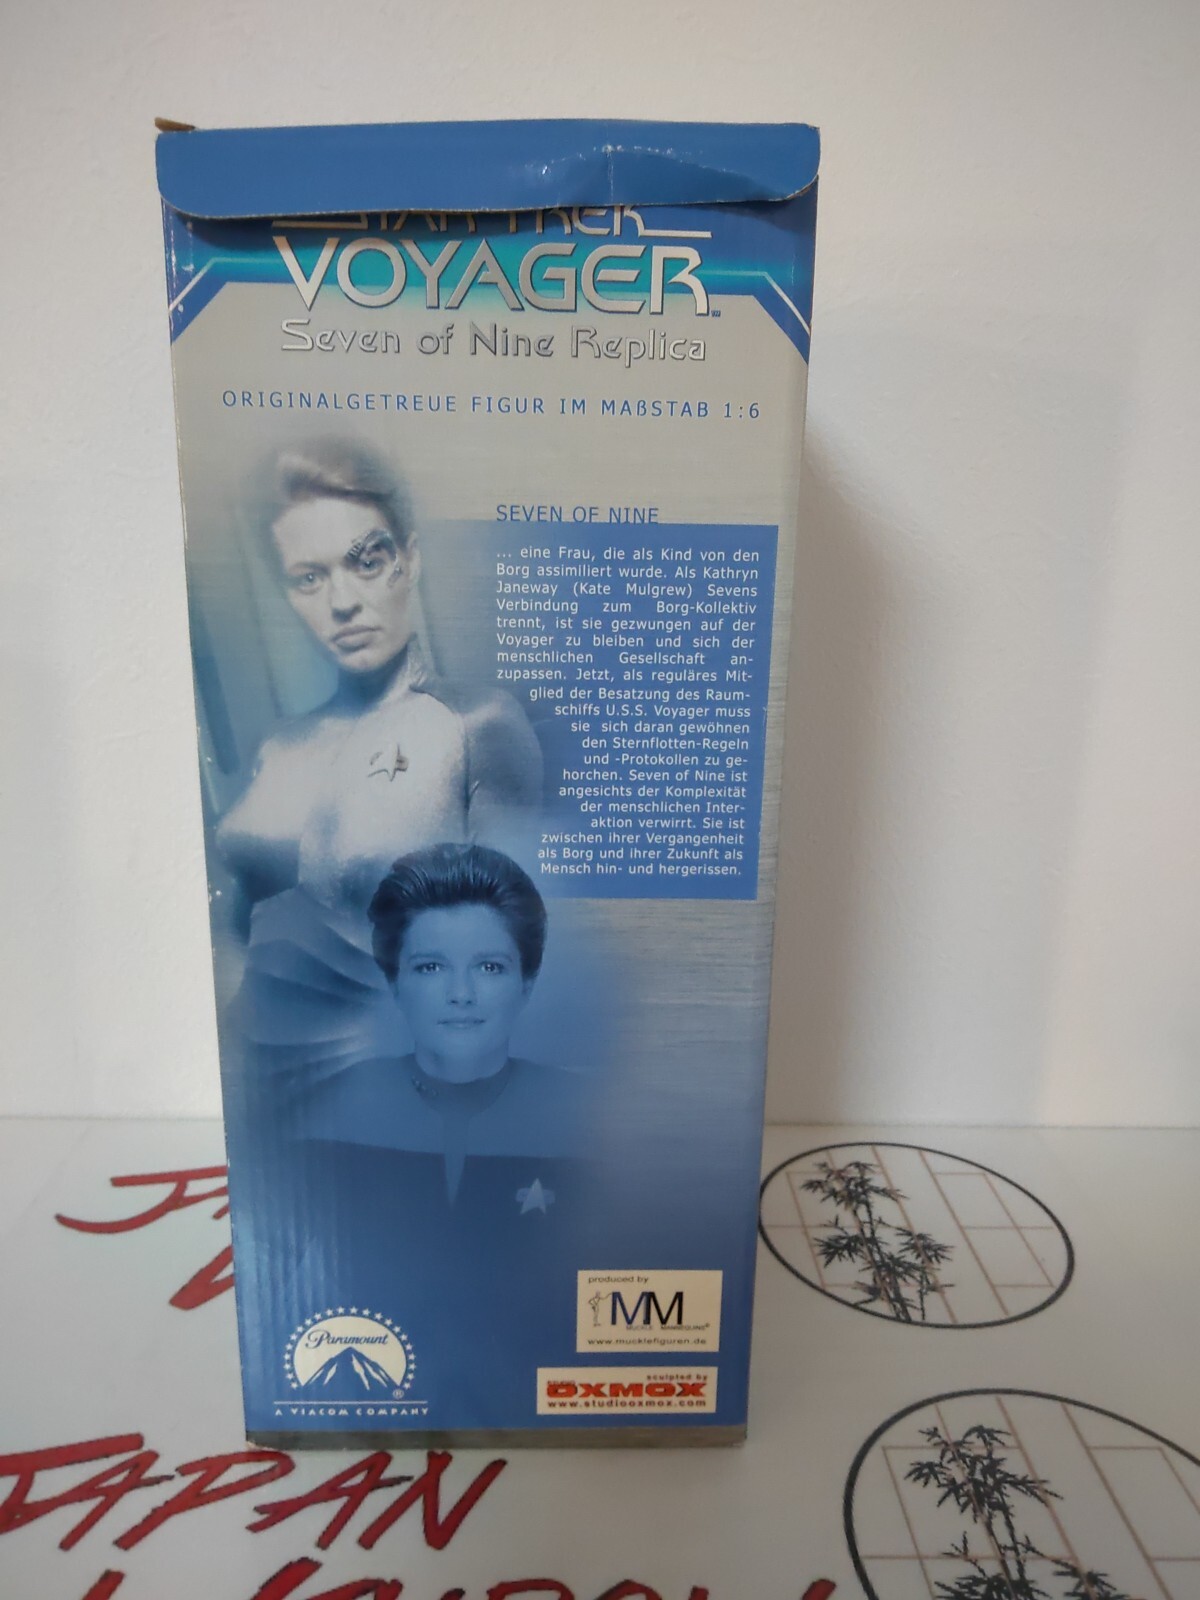 STAR TREK
VOYAGER
Seven of Nine Replica
ORIGINALGETREUE FIGUR IM MAßSTAB 1:6
SEVEN OF NINE
... eine Frau, die als Kind von den
Borg assimiliert wurde. Als Kathryn
Janeway (Kate Mulgrew) Sevens
Verbindung zum Borg-Kollektiv
trennt, ist sie gezwungen auf der
Voyager zu bleiben und sich der
menschlichen Gesellschaft an-
zupassen. Jetzt, als reguläres Mit-
glied der Besatzung des Raum-
schiffs U.S.S. Voyager muss
sie sich daran gewöhnen
den Sternflotten-Regeln
und -Protokollen zu ge-
horchen. Seven of Nine ist
angesichts der Komplexität
der menschlichen Inter-
aktion verwirrt. Sie ist
zwischen ihrer Vergangenheit
als Borg und ihrer Zukunft als
Mensch hin- und hergerissen.
produced by
MM
MUCKLE MANNEQUINS®
www.mucklefiguren.de
Paramount
®
A VIACOM COMPANY
sculpted by
STUDIO OXMOX
www.studiooxmox.com
JAPAN